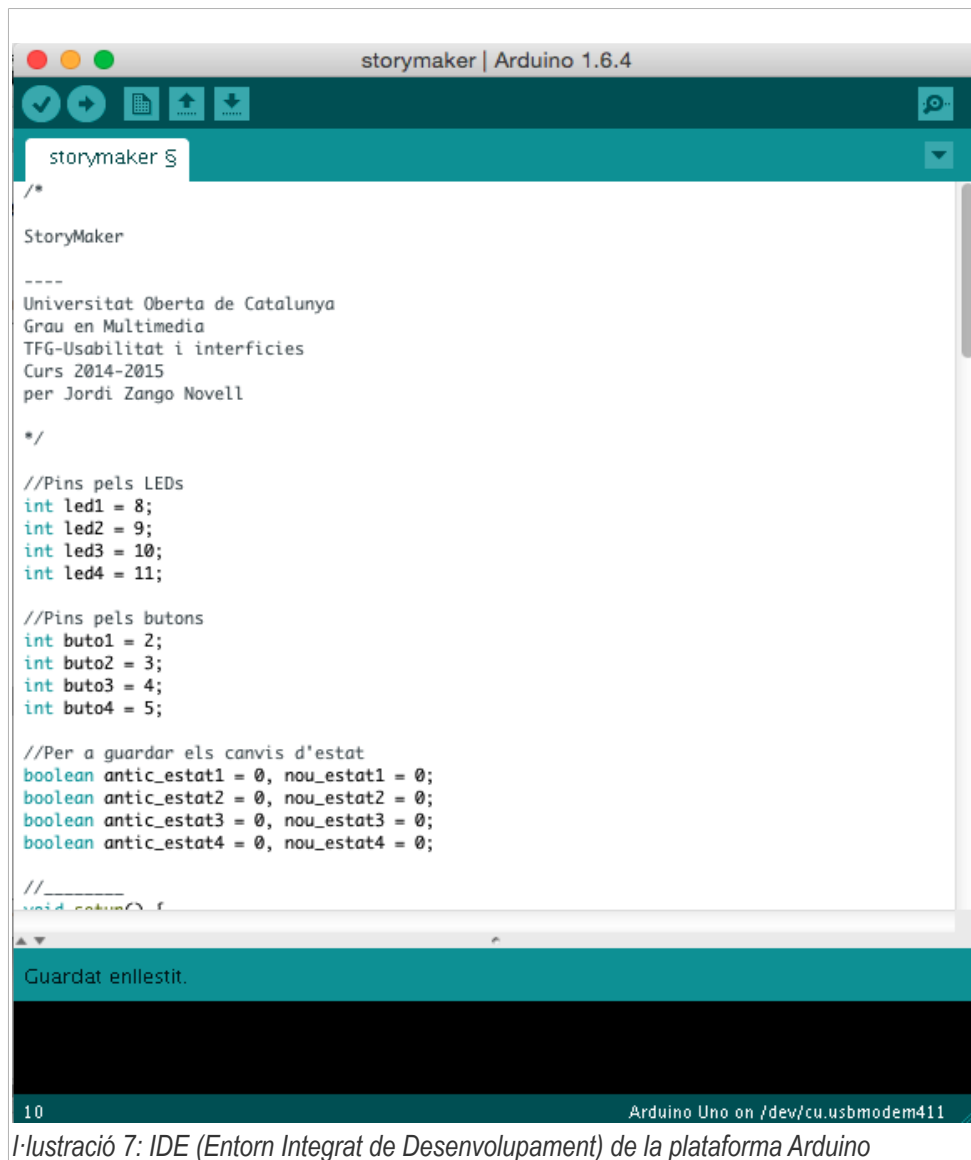 storymaker | Arduino 1.6.4
storymaker §
/*
StoryMaker
----
Universitat Oberta de Catalunya
Grau en Multimedia
TFG-Usabilitat i interficies
Curs 2014-2015
per Jordi Zango Novell
*/
//Pins pels LEDs
int led1 = 8;
int led2 = 9;
int led3 = 10;
int led4 = 11;
//Pins pels butons
int buto1 = 2;
int buto2 = 3;
int buto3 = 4;
int buto4 = 5;
//Per a guardar els canvis d'estat
boolean antic_estat1 = 0, nou_estat1 = 0;
boolean antic_estat2 = 0, nou_estat2 = 0;
boolean antic_estat3 = 0, nou_estat3 = 0;
boolean antic_estat4 = 0, nou_estat4 = 0;
//________
void setup() {
Guardat enllestit.
10 Arduino Uno on /dev/cu.usbmodem411
l·lustració 7: IDE (Entorn Integrat de Desenvolupament) de la plataforma Arduino